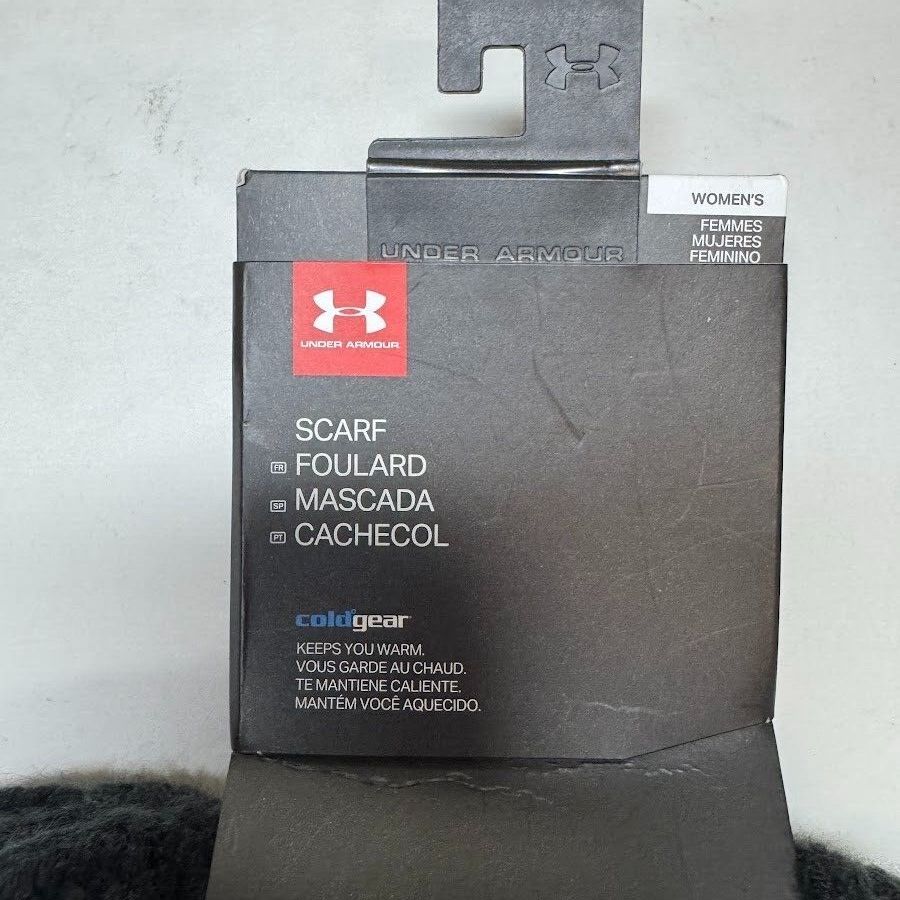 WOMEN'S
FEMMES
MUJERES
FEMININO
UNDER ARMOUR
UNDER ARMOUR
SCARF
FR FOULARD
SP MASCADA
PT CACHECOL
coldgear
KEEPS YOU WARM.
VOUS GARDE AU CHAUD.
TE MANTIENE CALIENTE.
MANTÉM VOCÊ AQUECIDO.